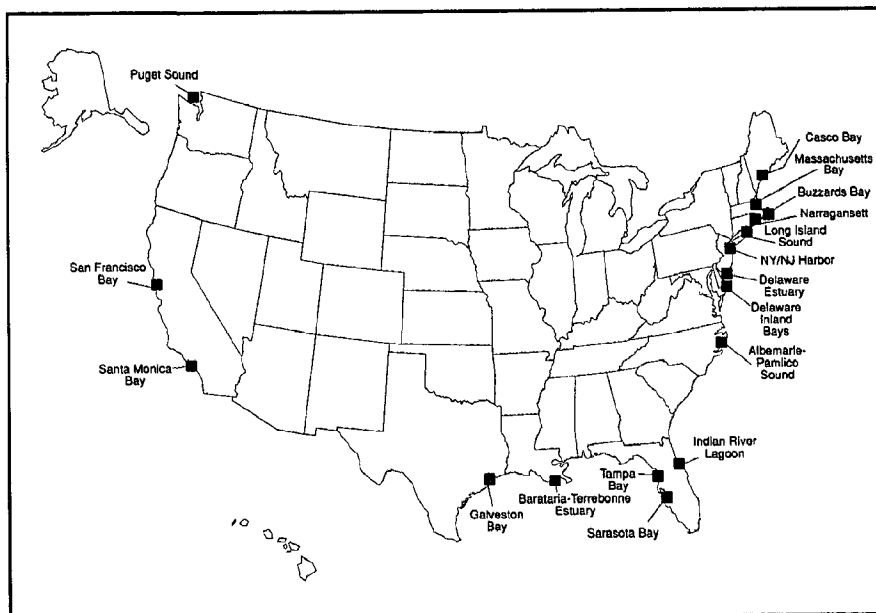 Puget Sound
Casco Bay
Massachusetts
Bay
Buzzards Bay
Narragansett
Long Island
Sound
NY/NJ Harbor
San Francisco
Bay
Delaware
Estuary
Delaware
Inland
Bays
Santa Monica
Bay
Albemarle-
Pamlico
Sound
Indian River
Lagoon
Tampa
Bay
Barataria-Terrebonne
Estuary
Galveston
Bay
Sarasota Bay